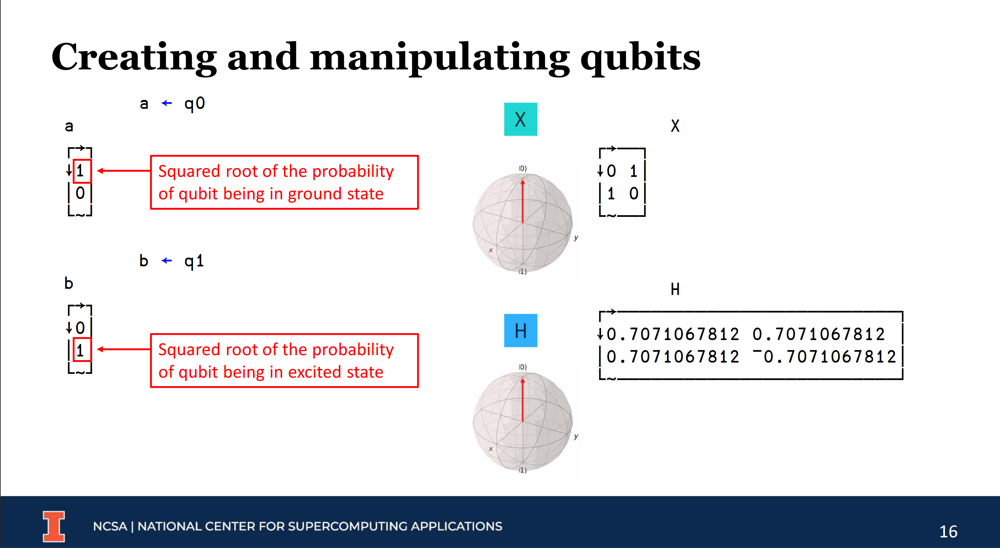 Creating and manipulating qubits
a ← q0
a
┌→┐
↓1│
│0│
└~┘
Squared root of the probability
of qubit being in ground state
b ← q1
b
┌→┐
↓0│
│1│
└~┘
Squared root of the probability
of qubit being in excited state
X
|0⟩
y
x
|1⟩
X
┌→──┐
↓0 1│
│1 0│
└~──┘
H
|0⟩
y
x
|1⟩
H
┌→──────────────────────────┐
↓0.7071067812 0.7071067812 │
│0.7071067812 ¯0.7071067812│
└~──────────────────────────┘
I
NCSA | NATIONAL CENTER FOR SUPERCOMPUTING APPLICATIONS
16